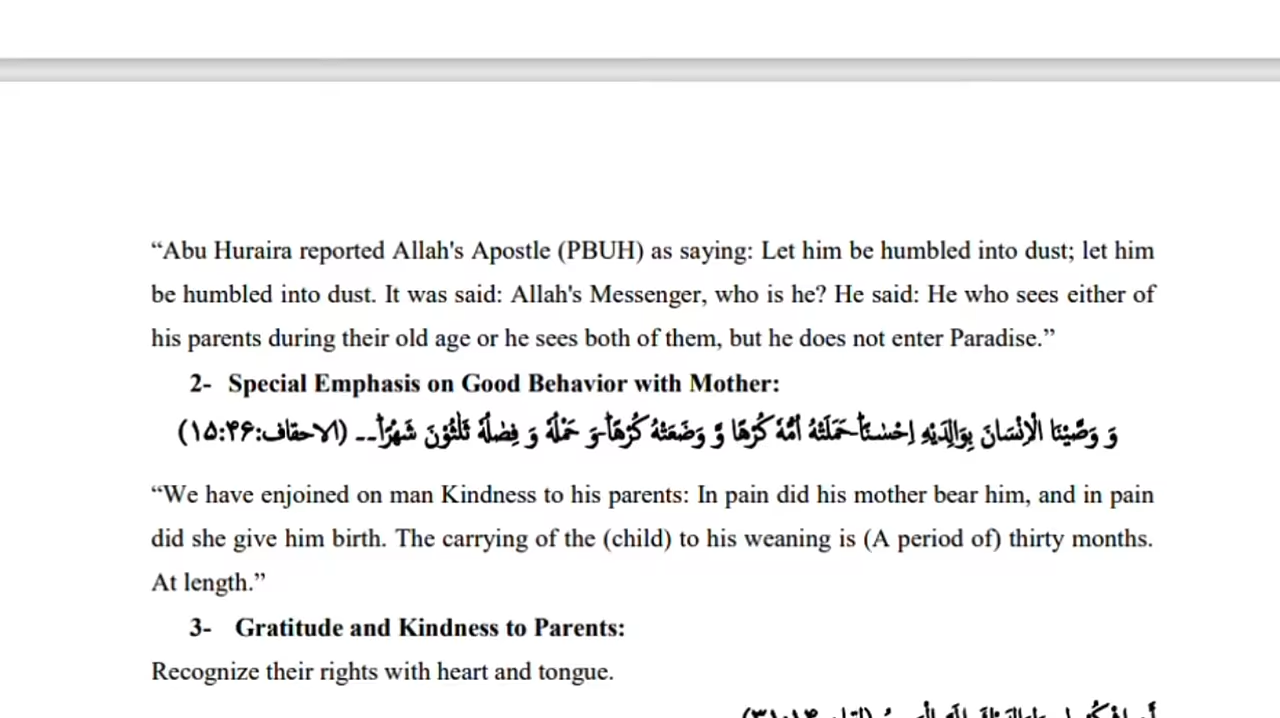 “Abu Huraira reported Allah's Apostle (PBUH) as saying: Let him be humbled into dust; let him
be humbled into dust. It was said: Allah's Messenger, who is he? He said: He who sees either of
his parents during their old age or he sees both of them, but he does not enter Paradise.”
2- Special Emphasis on Good Behavior with Mother:
وَ وَصَّیْنَا الْاِنْسَانَ بِوَالِدَیْهِ اِحْسٰنًاؕ-حَمَلَتْهُ اُمُّهٗ كُرْهًا وَّ وَضَعَتْهُ كُرْهًاؕ-وَ حَمْلُهٗ وَ فِصٰلُهٗ ثَلٰثُوْنَ شَهْرًاؕ-- (الاحقاف:۱۵:۴۶)
“We have enjoined on man Kindness to his parents: In pain did his mother bear him, and in pain
did she give him birth. The carrying of the (child) to his weaning is (A period of) thirty months.
At length.”
3- Gratitude and Kindness to Parents:
Recognize their rights with heart and tongue.